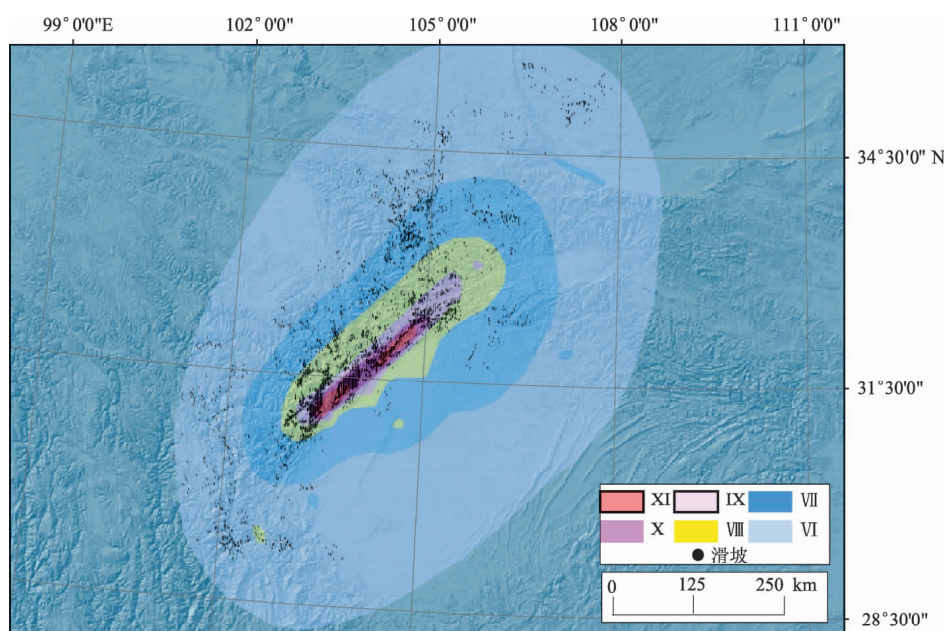 99° 0'0"E 102° 0'0" 105° 0'0" 108° 0'0" 111° 0'0"
34°30'0" N
31°30'0"
XI IX Ⅶ
X Ⅷ Ⅵ
滑坡
0 125 250 km
28°30'0"